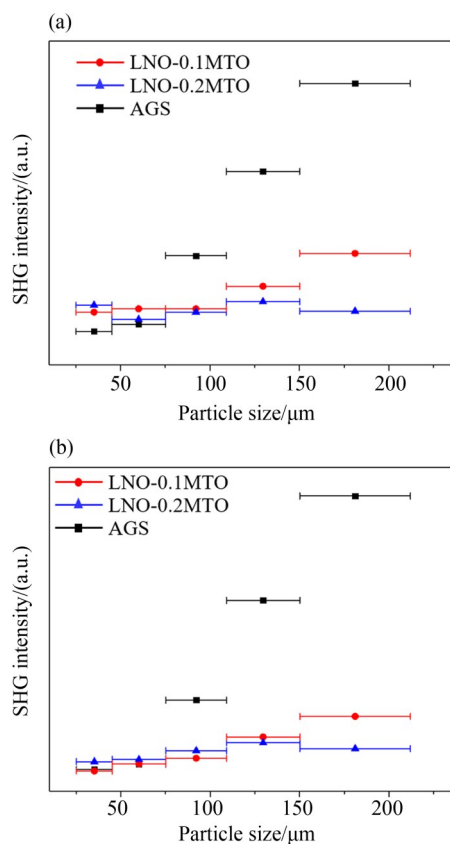 (a)
LNO-0.1MTO
LNO-0.2MTO
AGS
SHG intensity/(a.u.)
50
100
150
200
Particle size/μm
(b)
LNO-0.1MTO
LNO-0.2MTO
AGS
SHG intensity/(a.u.)
50
100
150
200
Particle size/μm